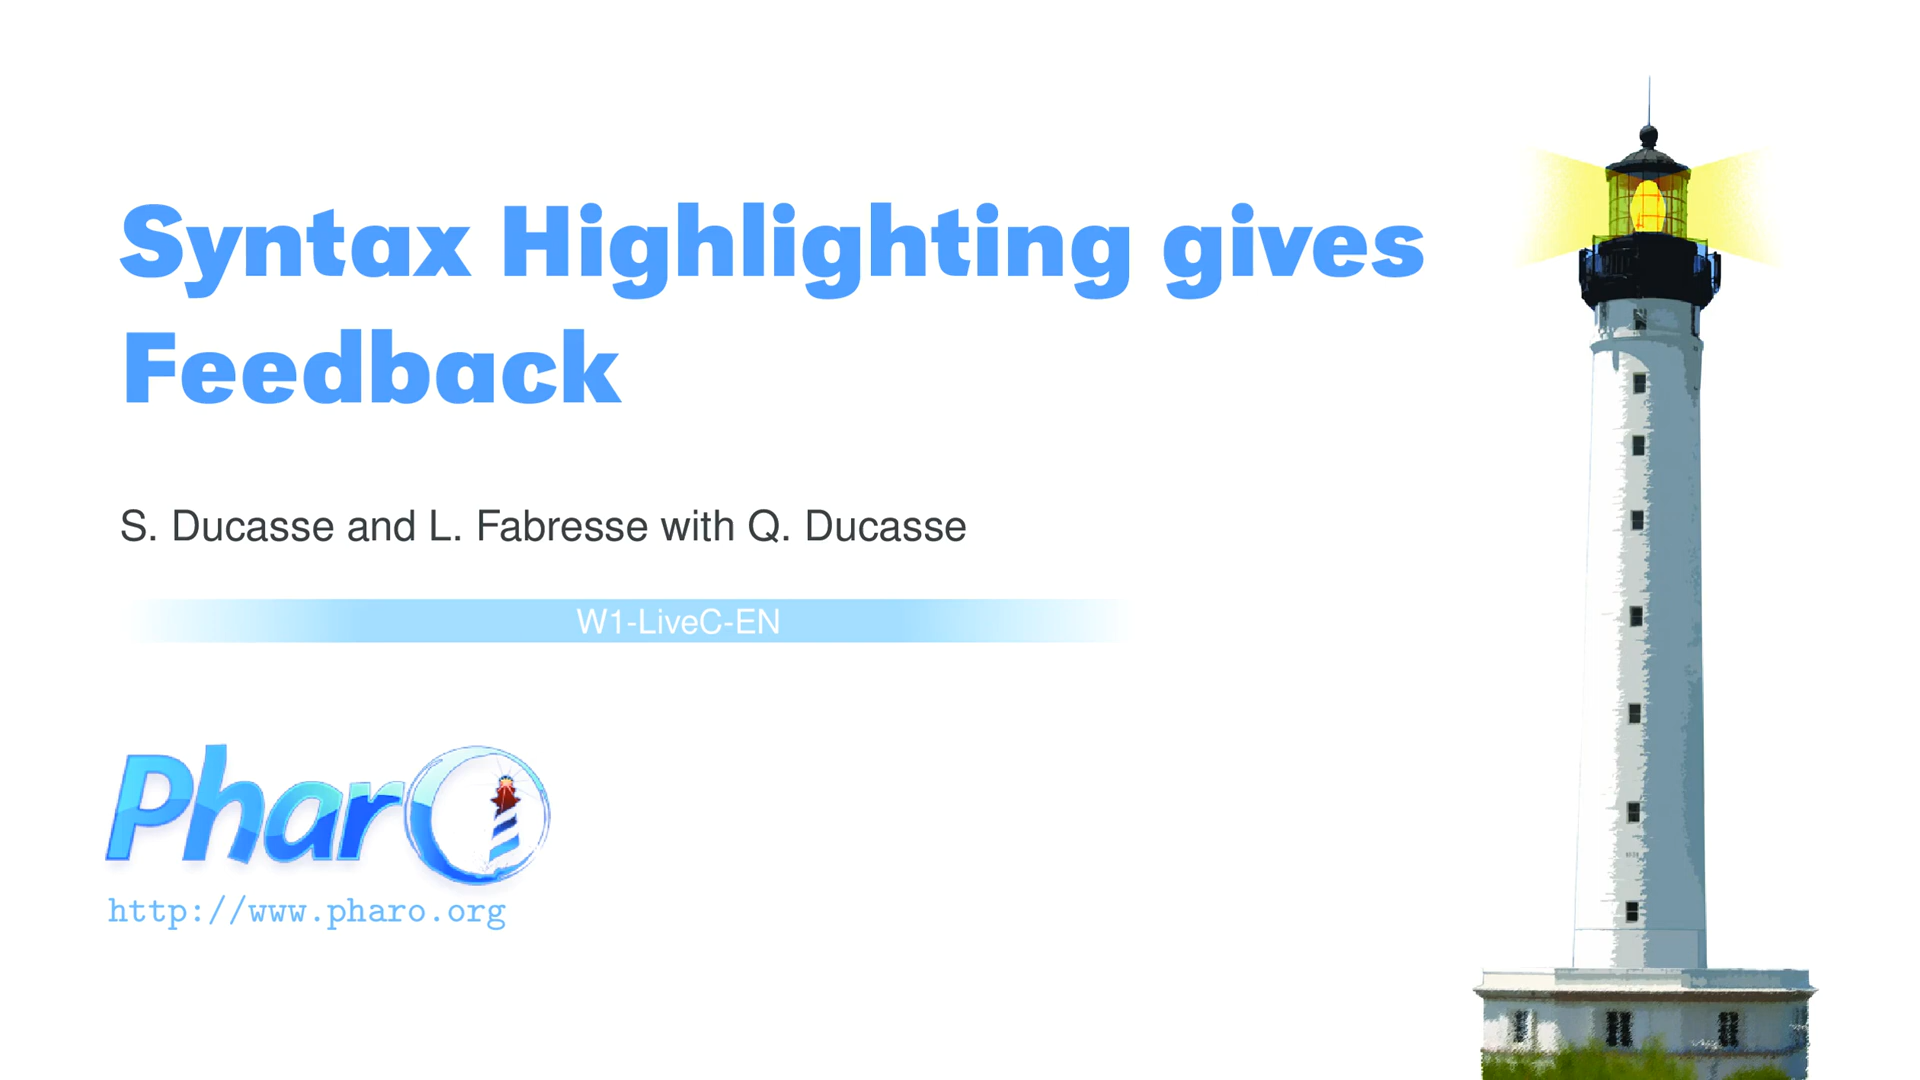 Syntax Highlighting gives
Feedback
S. Ducasse and L. Fabresse with Q. Ducasse
W1-LiveC-EN
Pharo
http://www.pharo.org